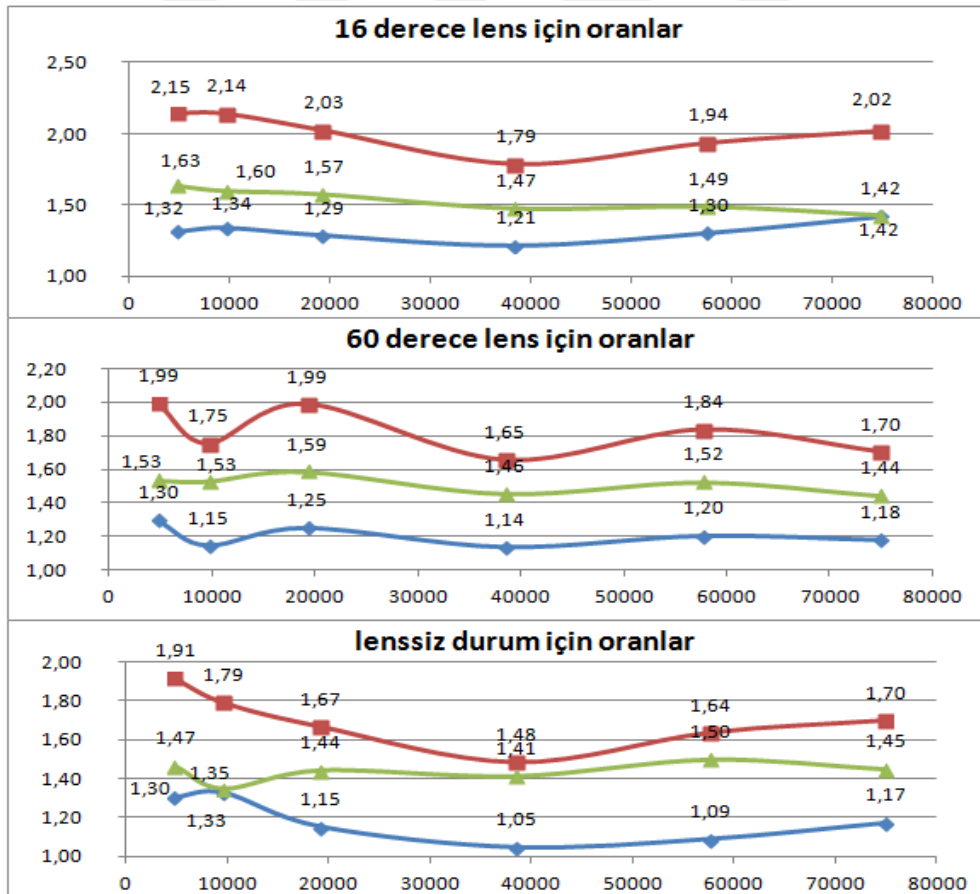 16 derece lens için oranlar
2,50
2,00
1,50
1,00
2,15 2,14 2,03 1,79 1,94 2,02
1,63 1,60 1,57 1,47 1,49 1,42
1,32 1,34 1,29 1,21 1,30 1,42
0 10000 20000 30000 40000 50000 60000 70000 80000
60 derece lens için oranlar
2,20
2,00
1,80
1,60
1,40
1,20
1,00
1,99 1,75 1,99 1,65 1,84 1,70
1,53 1,53 1,59 1,46 1,52 1,44
1,30 1,15 1,25 1,14 1,20 1,18
0 10000 20000 30000 40000 50000 60000 70000 80000
lenssiz durum için oranlar
2,00
1,80
1,60
1,40
1,20
1,00
1,91 1,79 1,67 1,48 1,64 1,70
1,47 1,35 1,44 1,41 1,50 1,45
1,30 1,33 1,15 1,05 1,09 1,17
0 10000 20000 30000 40000 50000 60000 70000 80000